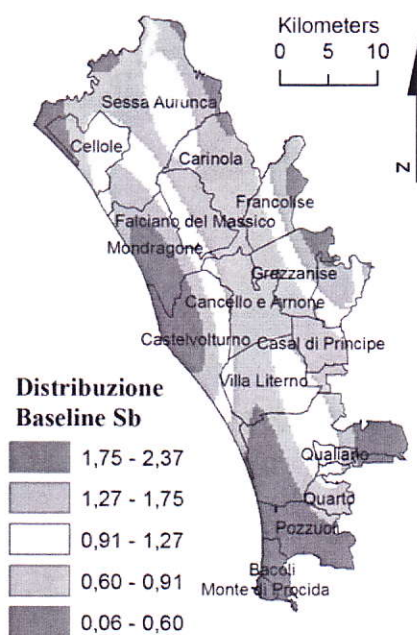 Kilometers
0 5 10
N
Sessa Aurunca
Cellole
Carinola
Francolise
Falciano del Massico
Mondragone
Grazzanise
Cancello e Arnone
Castelvolturno
Casal di Principe
Villa Literno
Distribuzione
Baseline Sb
1,75 - 2,37
1,27 - 1,75
0,91 - 1,27
0,60 - 0,91
0,06 - 0,60
Qualiano
Quarto
Pozzuoli
Bacoli
Monte di Procida